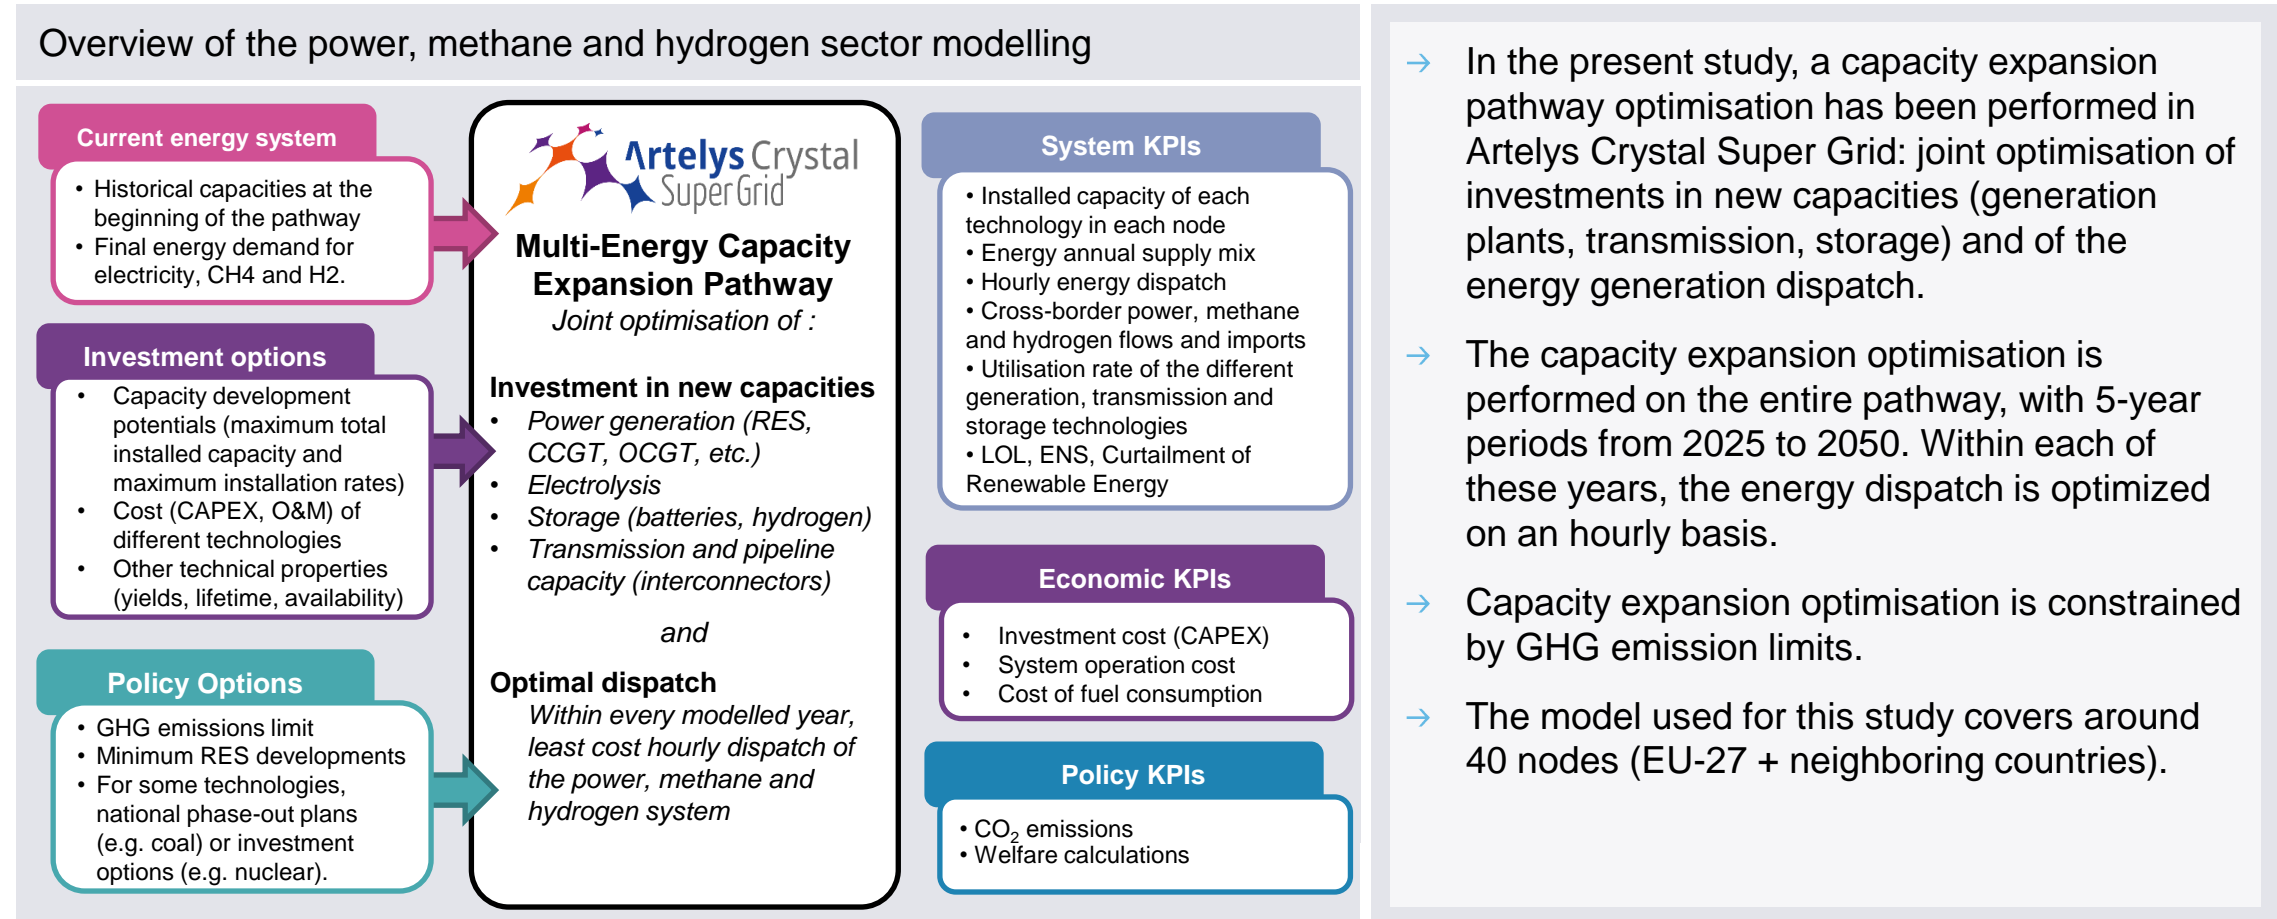 Overview of the power, methane and hydrogen sector modelling
Current energy system
• Historical capacities at the
beginning of the pathway
• Final energy demand for
electricity, CH4 and H2.
Investment options
• Capacity development
potentials (maximum total
installed capacity and
maximum installation rates)
• Cost (CAPEX, O&M) of
different technologies
• Other technical properties
(yields, lifetime, availability)
Policy Options
• GHG emissions limit
• Minimum RES developments
• For some technologies,
national phase-out plans
(e.g. coal) or investment
options (e.g. nuclear).
Artelys Crystal
Super Grid
Multi-Energy Capacity
Expansion Pathway
Joint optimisation of :
Investment in new capacities
• Power generation (RES,
CCGT, OCGT, etc.)
• Electrolysis
• Storage (batteries, hydrogen)
• Transmission and pipeline
capacity (interconnectors)
and
Optimal dispatch
Within every modelled year,
least cost hourly dispatch of
the power, methane and
hydrogen system
System KPIs
• Installed capacity of each
technology in each node
• Energy annual supply mix
• Hourly energy dispatch
• Cross-border power, methane
and hydrogen flows and imports
• Utilisation rate of the different
generation, transmission and
storage technologies
• LOL, ENS, Curtailment of
Renewable Energy
Economic KPIs
• Investment cost (CAPEX)
• System operation cost
• Cost of fuel consumption
Policy KPIs
• CO2 emissions
• Welfare calculations
→ In the present study, a capacity expansion
pathway optimisation has been performed in
Artelys Crystal Super Grid: joint optimisation of
investments in new capacities (generation
plants, transmission, storage) and of the
energy generation dispatch.
→ The capacity expansion optimisation is
performed on the entire pathway, with 5-year
periods from 2025 to 2050. Within each of
these years, the energy dispatch is optimized
on an hourly basis.
→ Capacity expansion optimisation is constrained
by GHG emission limits.
→ The model used for this study covers around
40 nodes (EU-27 + neighboring countries).